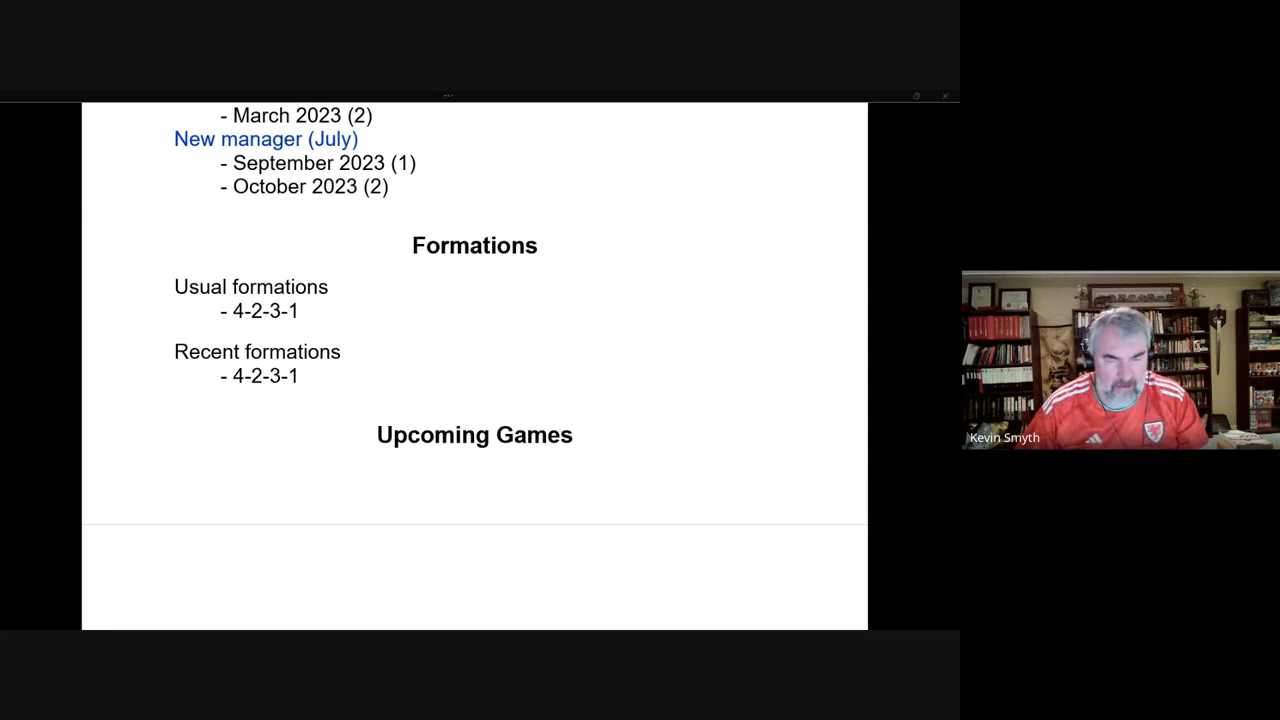 - March 2023 (2)
New manager (July)
- September 2023 (1)
- October 2023 (2)
Formations
Usual formations
- 4-2-3-1
Recent formations
- 4-2-3-1
Upcoming Games
Kevin Smyth